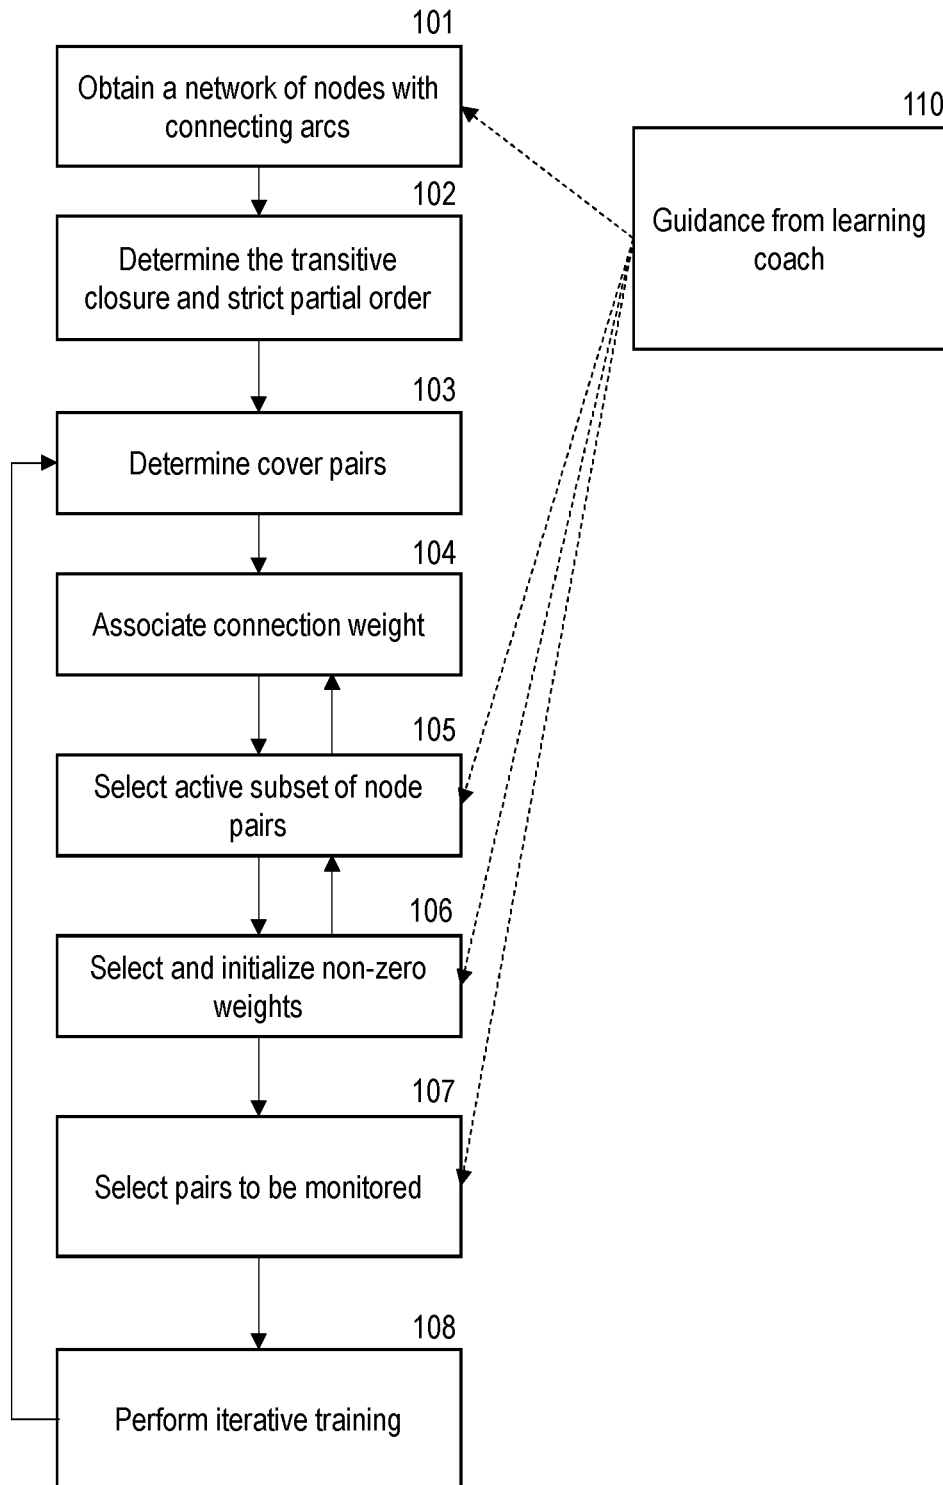 101
Obtain a network of nodes with
connecting arcs
110
Guidance from learning
coach
102
Determine the transitive
closure and strict partial order
103
Determine cover pairs
104
Associate connection weight
105
Select active subset of node
pairs
106
Select and initialize non-zero
weights
107
Select pairs to be monitored
108
Perform iterative training